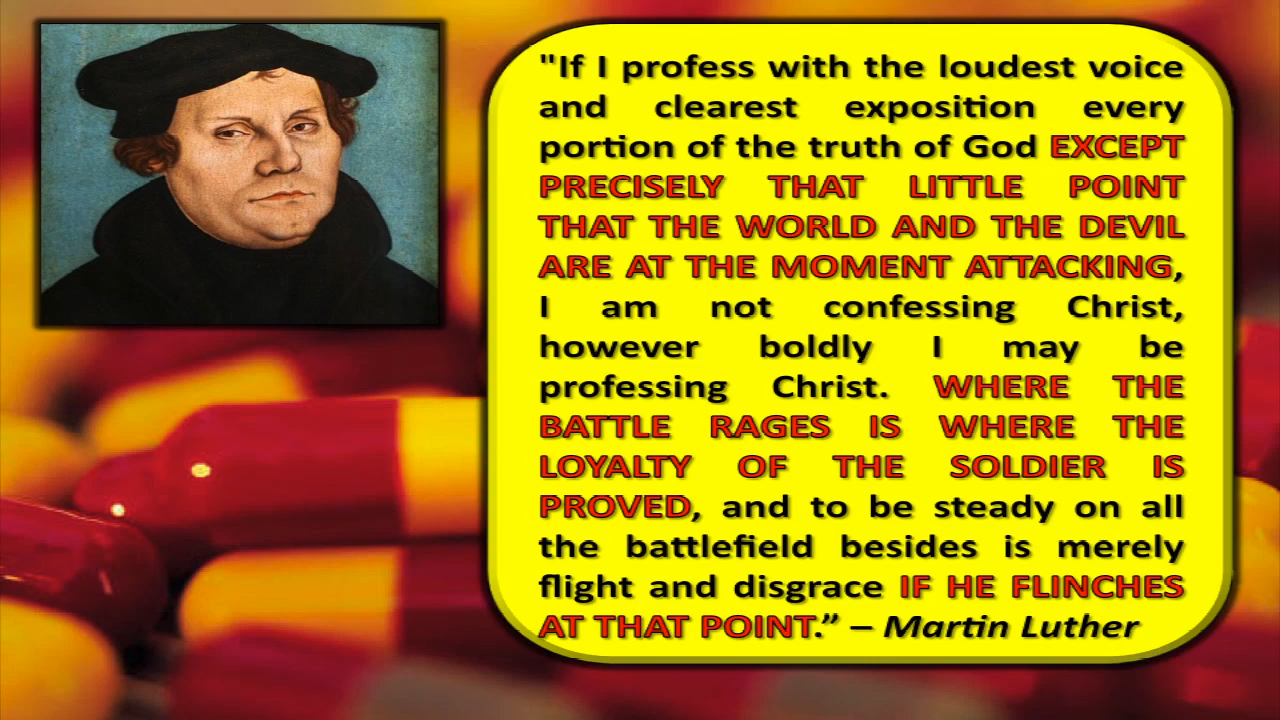 "If I profess with the loudest voice
and clearest exposition every
portion of the truth of God EXCEPT
PRECISELY THAT LITTLE POINT
THAT THE WORLD AND THE DEVIL
ARE AT THE MOMENT ATTACKING,
I am not confessing Christ,
however boldly I may be
professing Christ. WHERE THE
BATTLE RAGES IS WHERE THE
LOYALTY OF THE SOLDIER IS
PROVED, and to be steady on all
the battlefield besides is merely
flight and disgrace IF HE FLINCHES
AT THAT POINT.” – Martin Luther